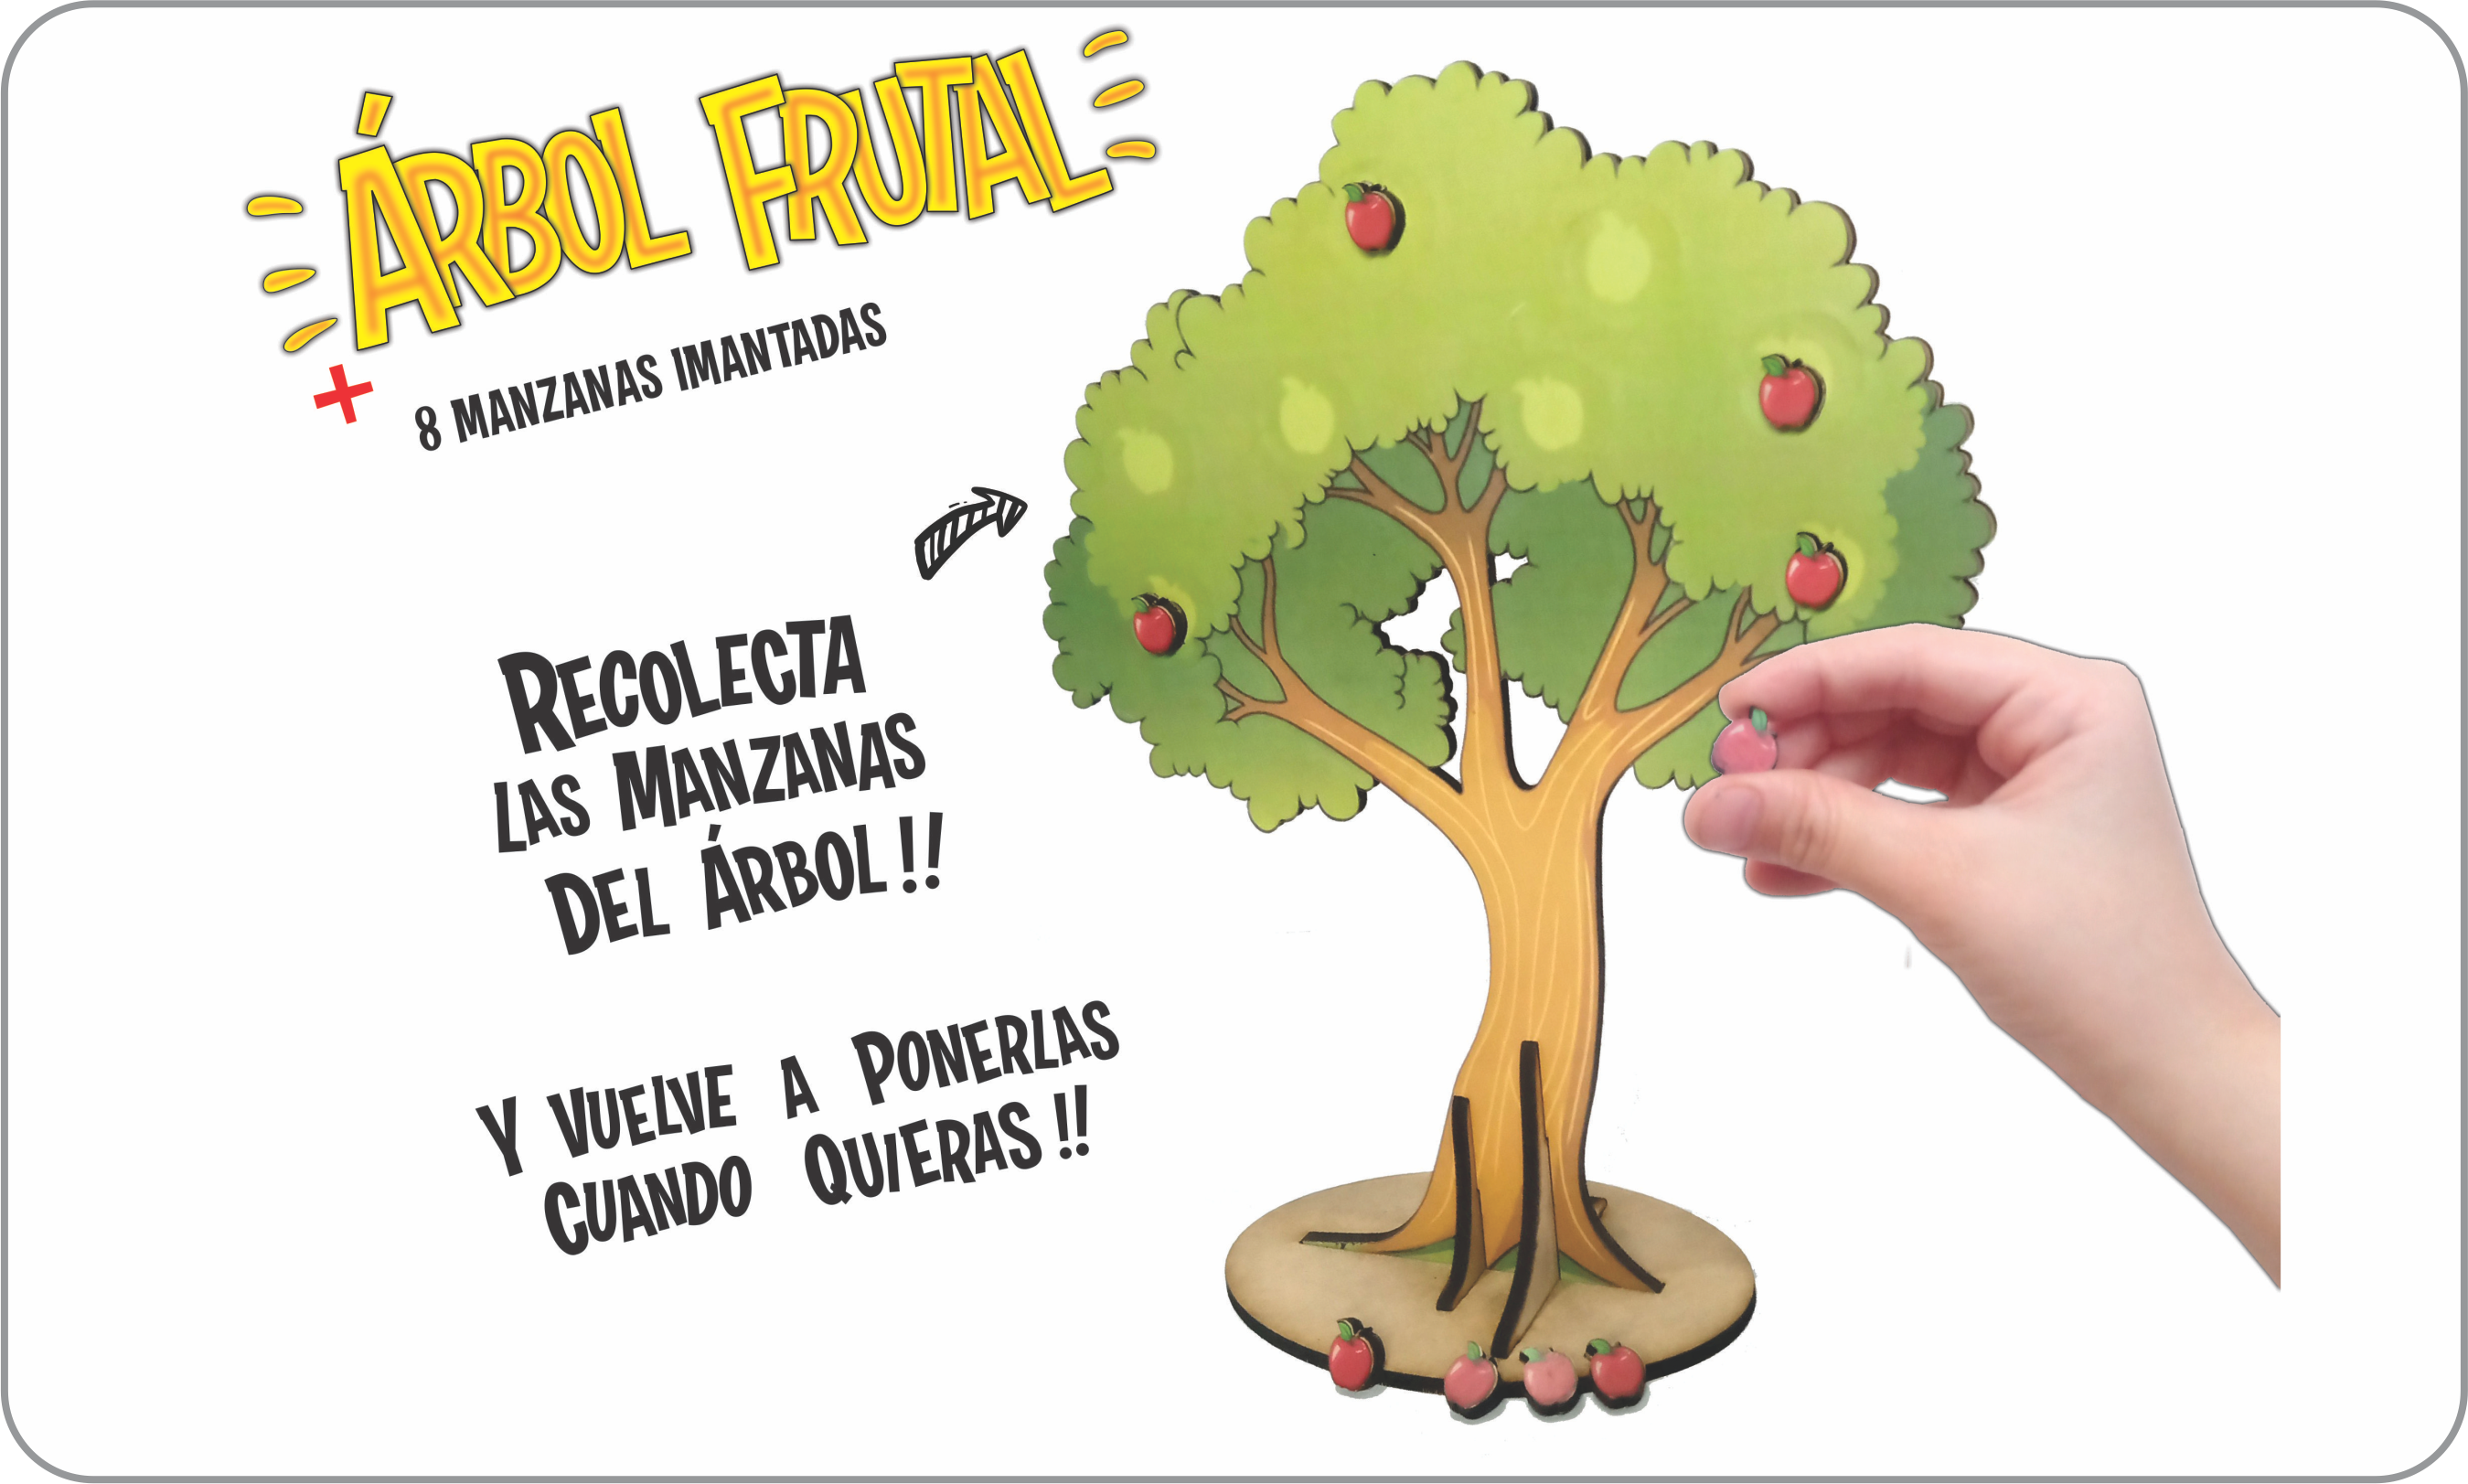 ÁRBOL FRUTAL
+ 8 MANZANAS IMANTADAS
RECOLECTA
LAS MANZANAS
DEL ÁRBOL!!
Y VUELVE A PONERLAS
CUANDO QUIERAS!!